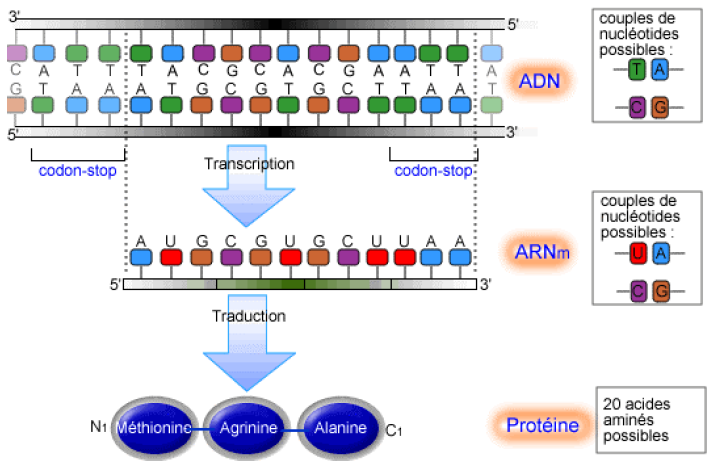 3'
5'
C A T T T A C G C A C G A A T T A
G T A A A T G C G T G C T T A A T
5'
3'
ADN
couples de
nucléotides
possibles :
T A
C G
codon-stop
Transcription
codon-stop
A U G C G U G C U U A A
5'
3'
ARNm
couples de
nucléotides
possibles :
U A
C G
Traduction
N1 Méthionine Agrinine Alanine C1
Protéine
20 acides
aminés
possibles